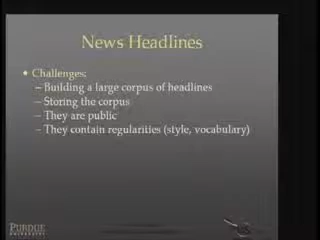 News Headlines
• Challenges:
– Building a large corpus of headlines
– Storing the corpus
– They are public
– They contain regularities (style, vocabulary)
PURDUE